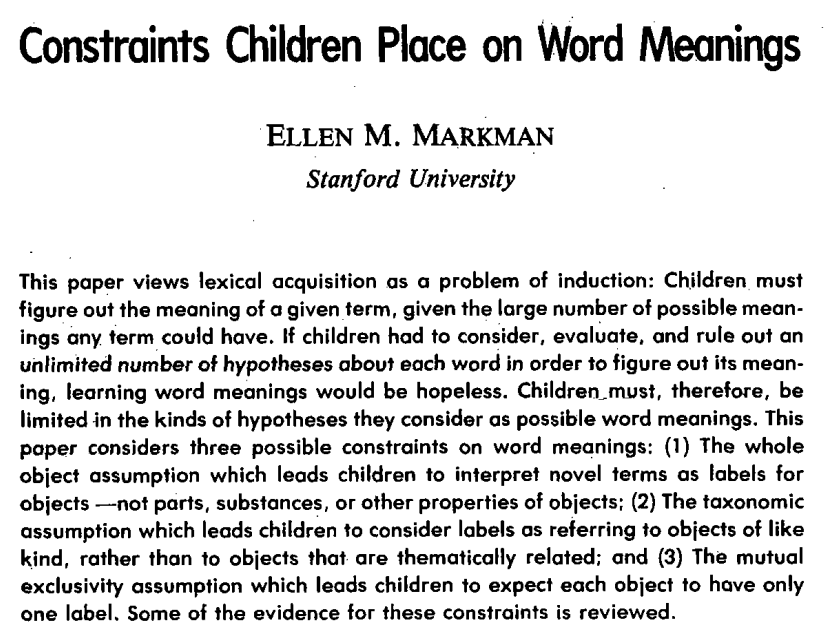 Constraints Children Place on Word Meanings
ELLEN M. MARKMAN
Stanford University
This paper views lexical acquisition as a problem of induction: Children must
figure out the meaning of a given term, given the large number of possible mean-
ings any term could have. If children had to consider, evaluate, and rule out an
unlimited number of hypotheses about each word in order to figure out its mean-
ing, learning word meanings would be hopeless. Children must, therefore, be
limited in the kinds of hypotheses they consider as possible word meanings. This
paper considers three possible constraints on word meanings: (1) The whole
object assumption which leads children to interpret novel terms as labels for
objects —not parts, substances, or other properties of objects; (2) The taxonomic
assumption which leads children to consider labels as referring to objects of like
kind, rather than to objects that are thematically related; and (3) The mutual
exclusivity assumption which leads children to expect each object to have only
one label. Some of the evidence for these constraints is reviewed.